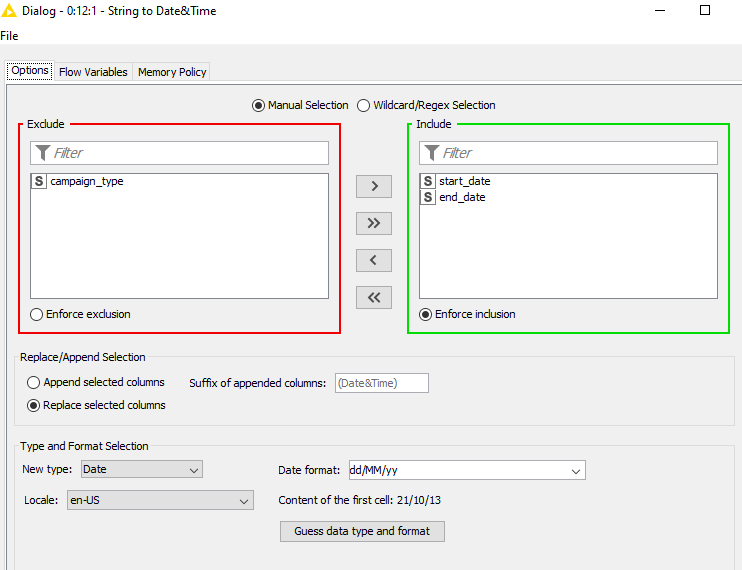 Dialog - 0:12:1 - String to Date&Time
File
Options Flow Variables Memory Policy
Manual Selection Wildcard/Regex Selection
Exclude Include
Filter Filter
S campaign_type > S start_date
S end_date
>>
<
<<
Enforce exclusion Enforce inclusion
Replace/Append Selection
Append selected columns Suffix of appended columns: (Date&Time)
Replace selected columns
Type and Format Selection
New type: Date Date format: dd/MM/yy
Locale: en-US Content of the first cell: 21/10/13
Guess data type and format